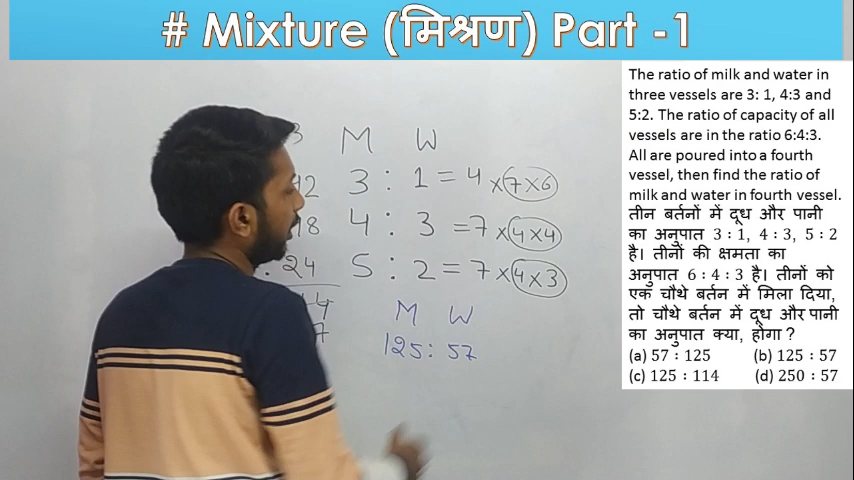 # Mixture (मिश्रण) Part -1
The ratio of milk and water in
three vessels are 3: 1, 4:3 and
5:2. The ratio of capacity of all
vessels are in the ratio 6:4:3.
All are poured into a fourth
vessel, then find the ratio of
milk and water in fourth vessel.
तीन बर्तनों में दूध और पानी
का अनुपात 3 : 1, 4 : 3, 5 : 2
है। तीनों की क्षमता का
अनुपात 6 : 4 : 3 है। तीनों को
एक चौथे बर्तन में मिला दिया,
तो चौथे बर्तन में दूध और पानी
का अनुपात क्या, होगा ?
(a) 57 : 125 (b) 125 : 57
(c) 125 : 114 (d) 250 : 57
M W
3 : 1 = 4 × 7 × 6
4 : 3 = 7 × 4 × 4
24 5 : 2 = 7 × 4 × 3
M W
125 : 57